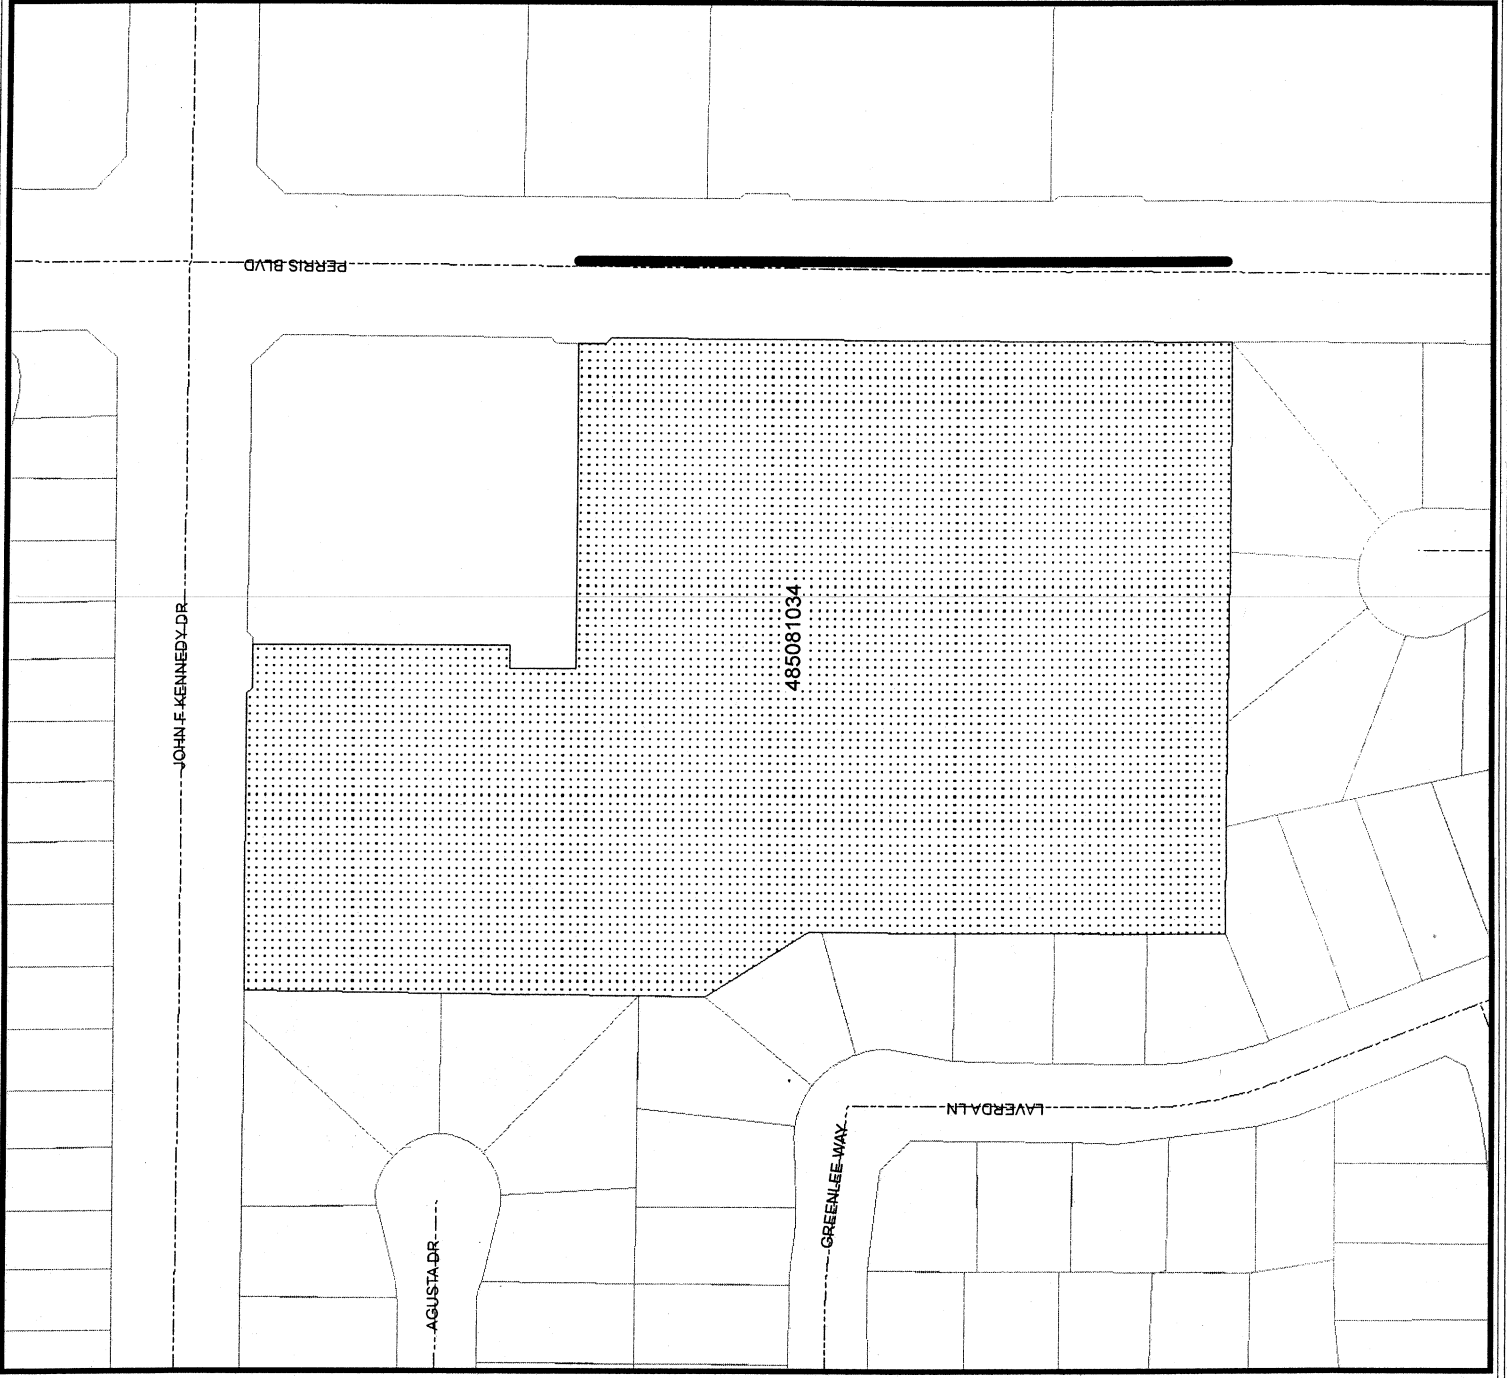 PERRIS BLVD
485081034
JOHN F KENNEDY DR
LAVERDA LN
GREENLEE WAY
AGUSTA DR